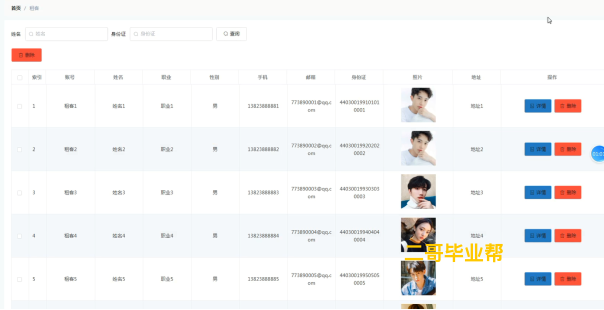 首页 / 租客
姓名 姓名 身份证 身份证 查询
删除
索引 账号 姓名 职业 性别 手机 邮箱 身份证 照片 地址 操作
1 租客1 姓名1 职业1 男 13823888881 773890001@qq.com 440300199101010001 地址1 详情 删除
2 租客2 姓名2 职业2 男 13823888882 773890002@qq.com 440300199202020002 地址2 详情 删除
3 租客3 姓名3 职业3 男 13823888883 773890003@qq.com 440300199303030003 地址3 详情 删除
4 租客4 姓名4 职业4 男 13823888884 773890004@qq.com 440300199404040004 地址4 详情 删除
二哥毕业帮
5 租客5 姓名5 职业5 男 13823888885 773890005@qq.com 440300199505050005 地址5 详情 删除